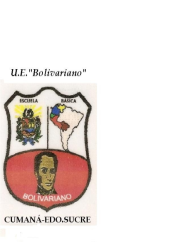 U.E."Bolivariano"
ESCUELA BASICA
BOLIVARIANO
CUMANÁ-EDO.SUCRE